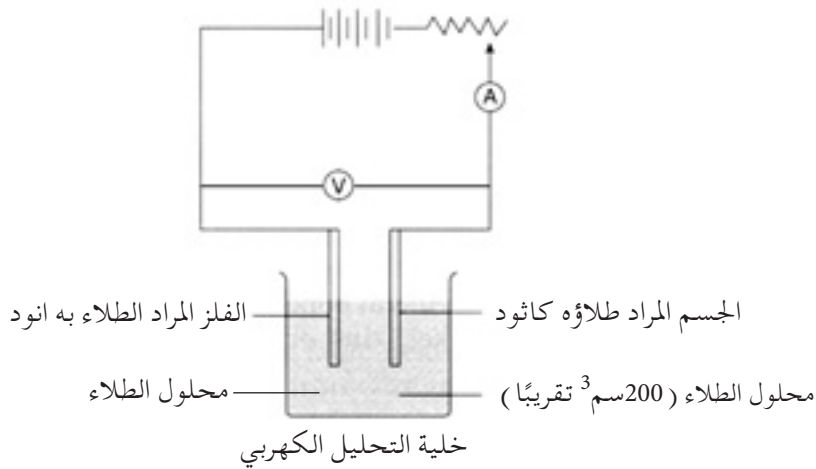 A
V
الجسم المراد طلاؤه كاثود
الفلز المراد الطلاء به انود
محلول الطلاء (200سم³ تقريبًا)
محلول الطلاء
خلية التحليل الكهربي